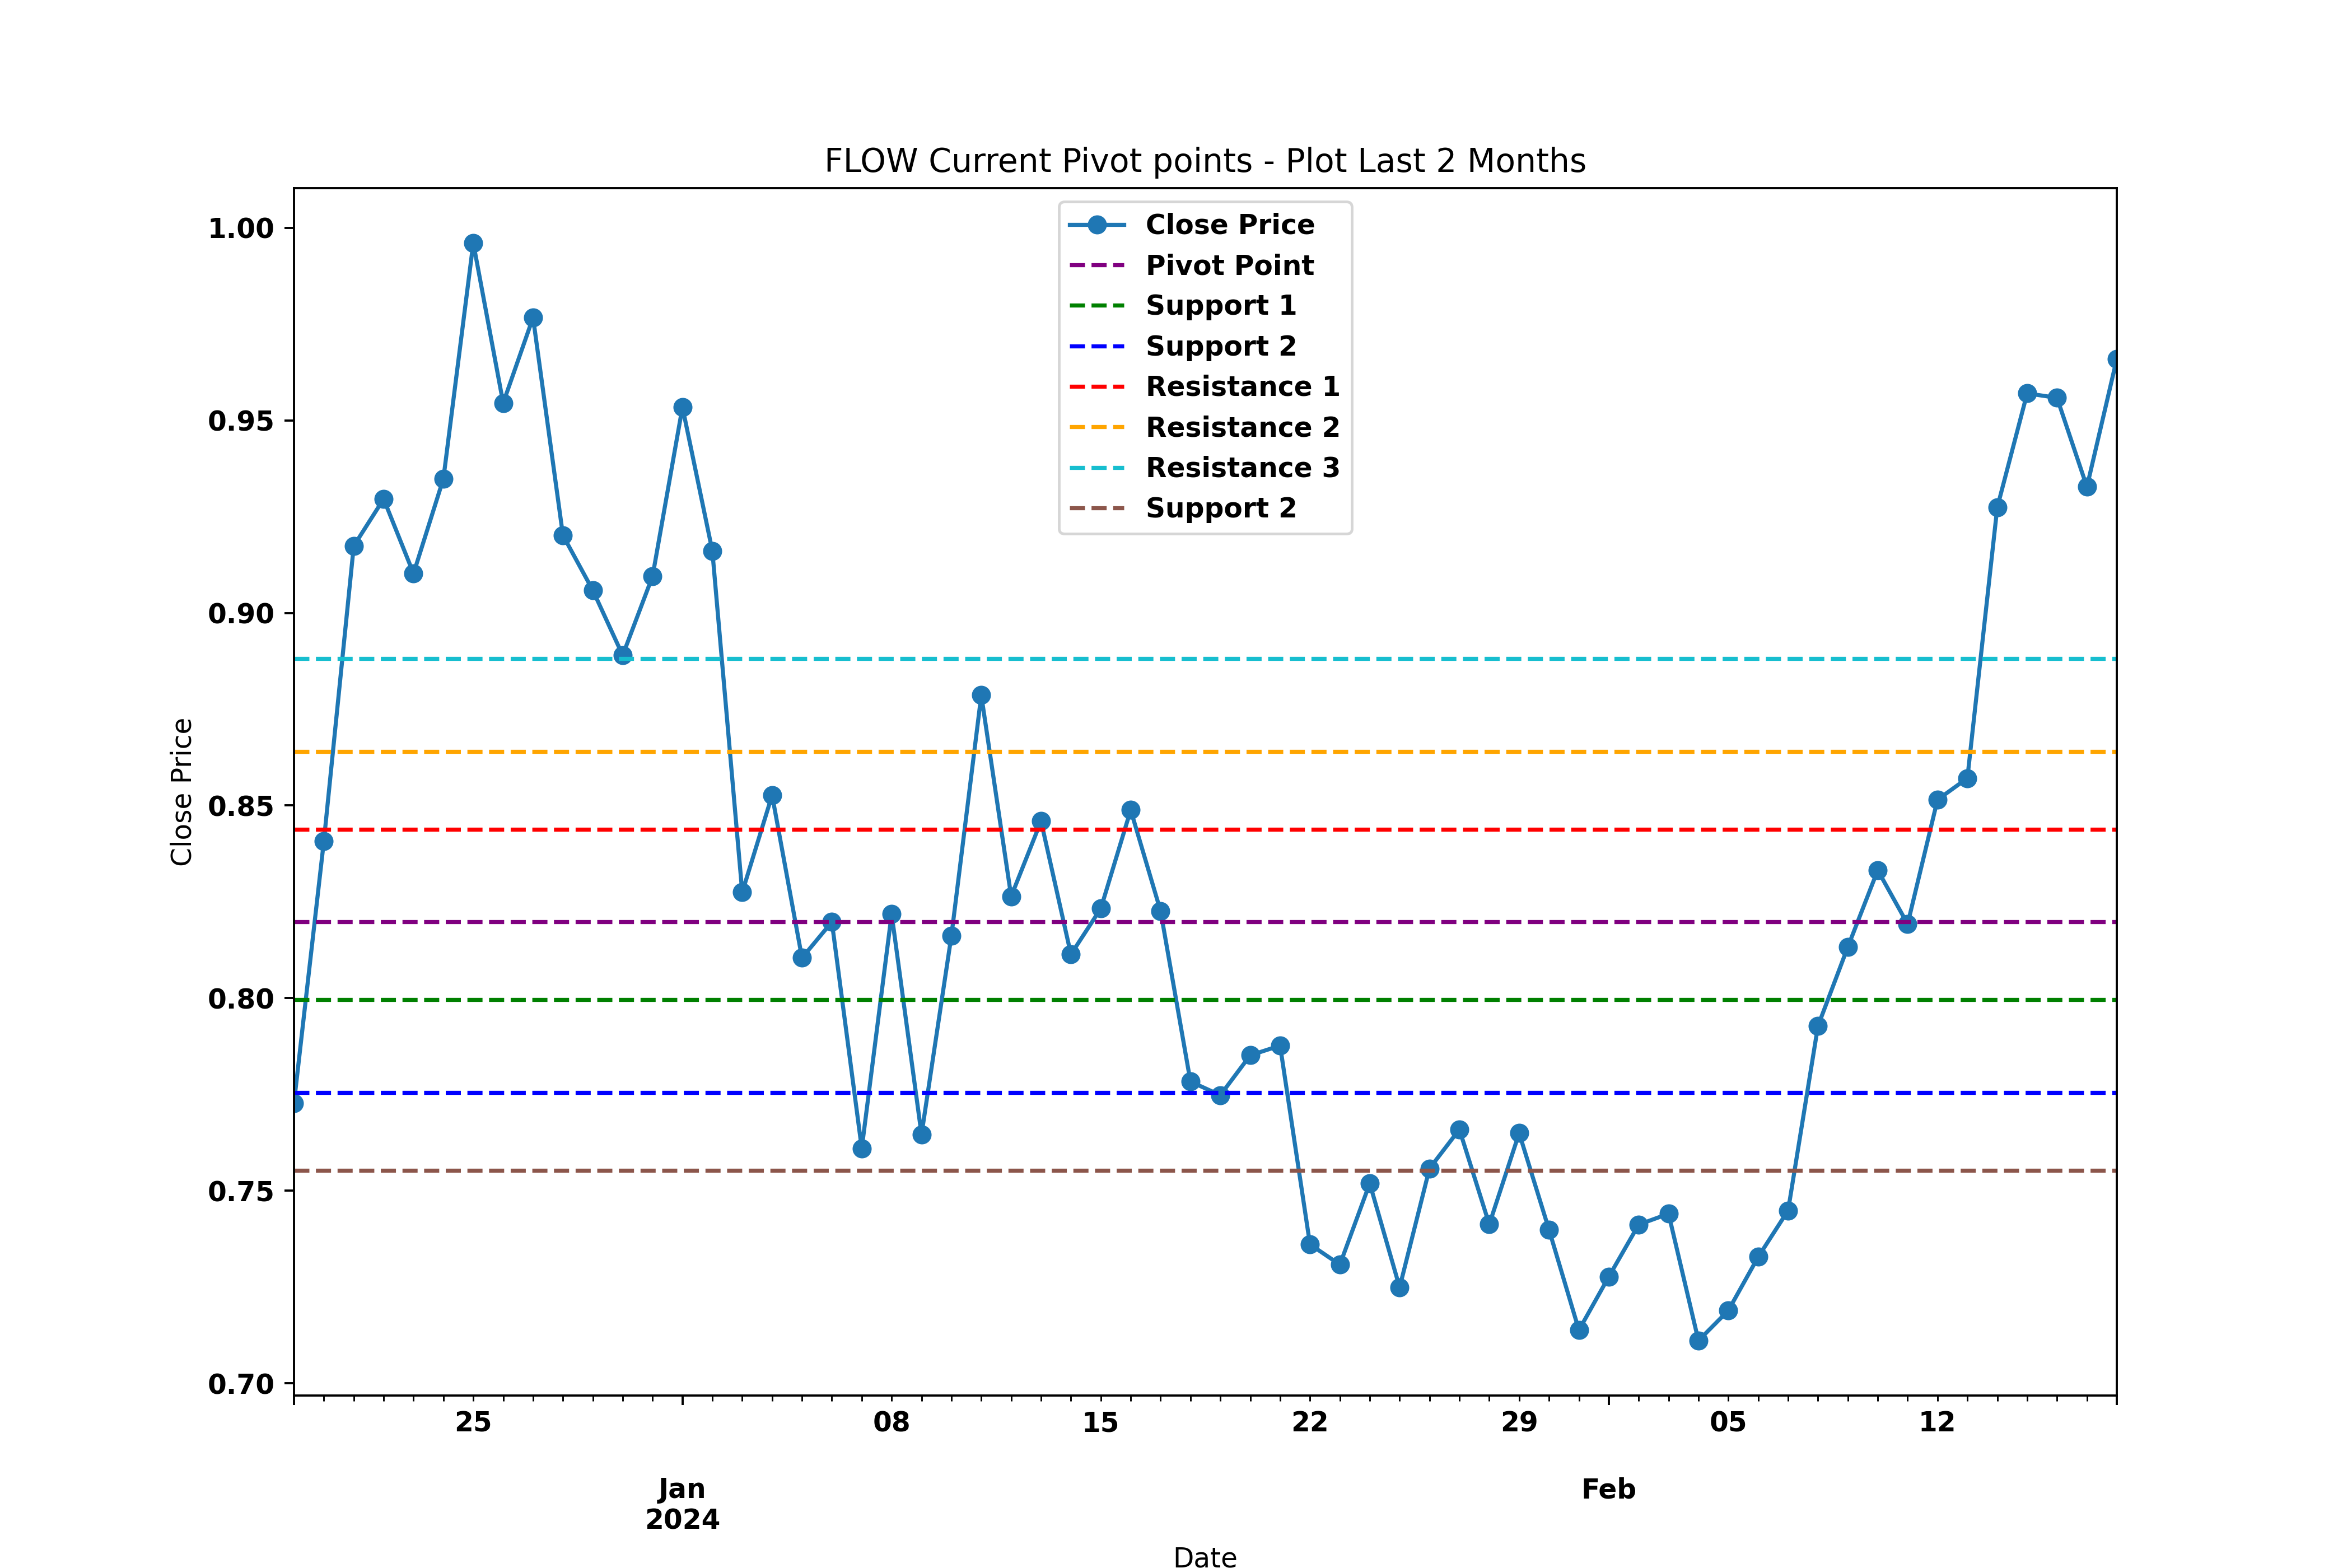 FLOW Current Pivot points - Plot Last 2 Months
Close Price
Pivot Point
Support 1
Support 2
Resistance 1
Resistance 2
Resistance 3
Support 2
1.00
0.95
0.90
0.85
0.80
0.75
0.70
Close Price
25
08
15
22
29
05
12
Jan
2024
Feb
Date